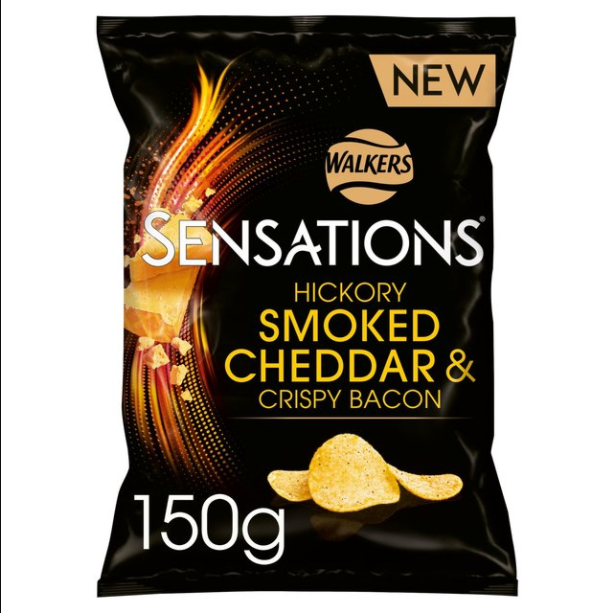 NEW
WALKERS
SENSATIONS®
HICKORY
SMOKED
CHEDDAR &
CRISPY BACON
150g